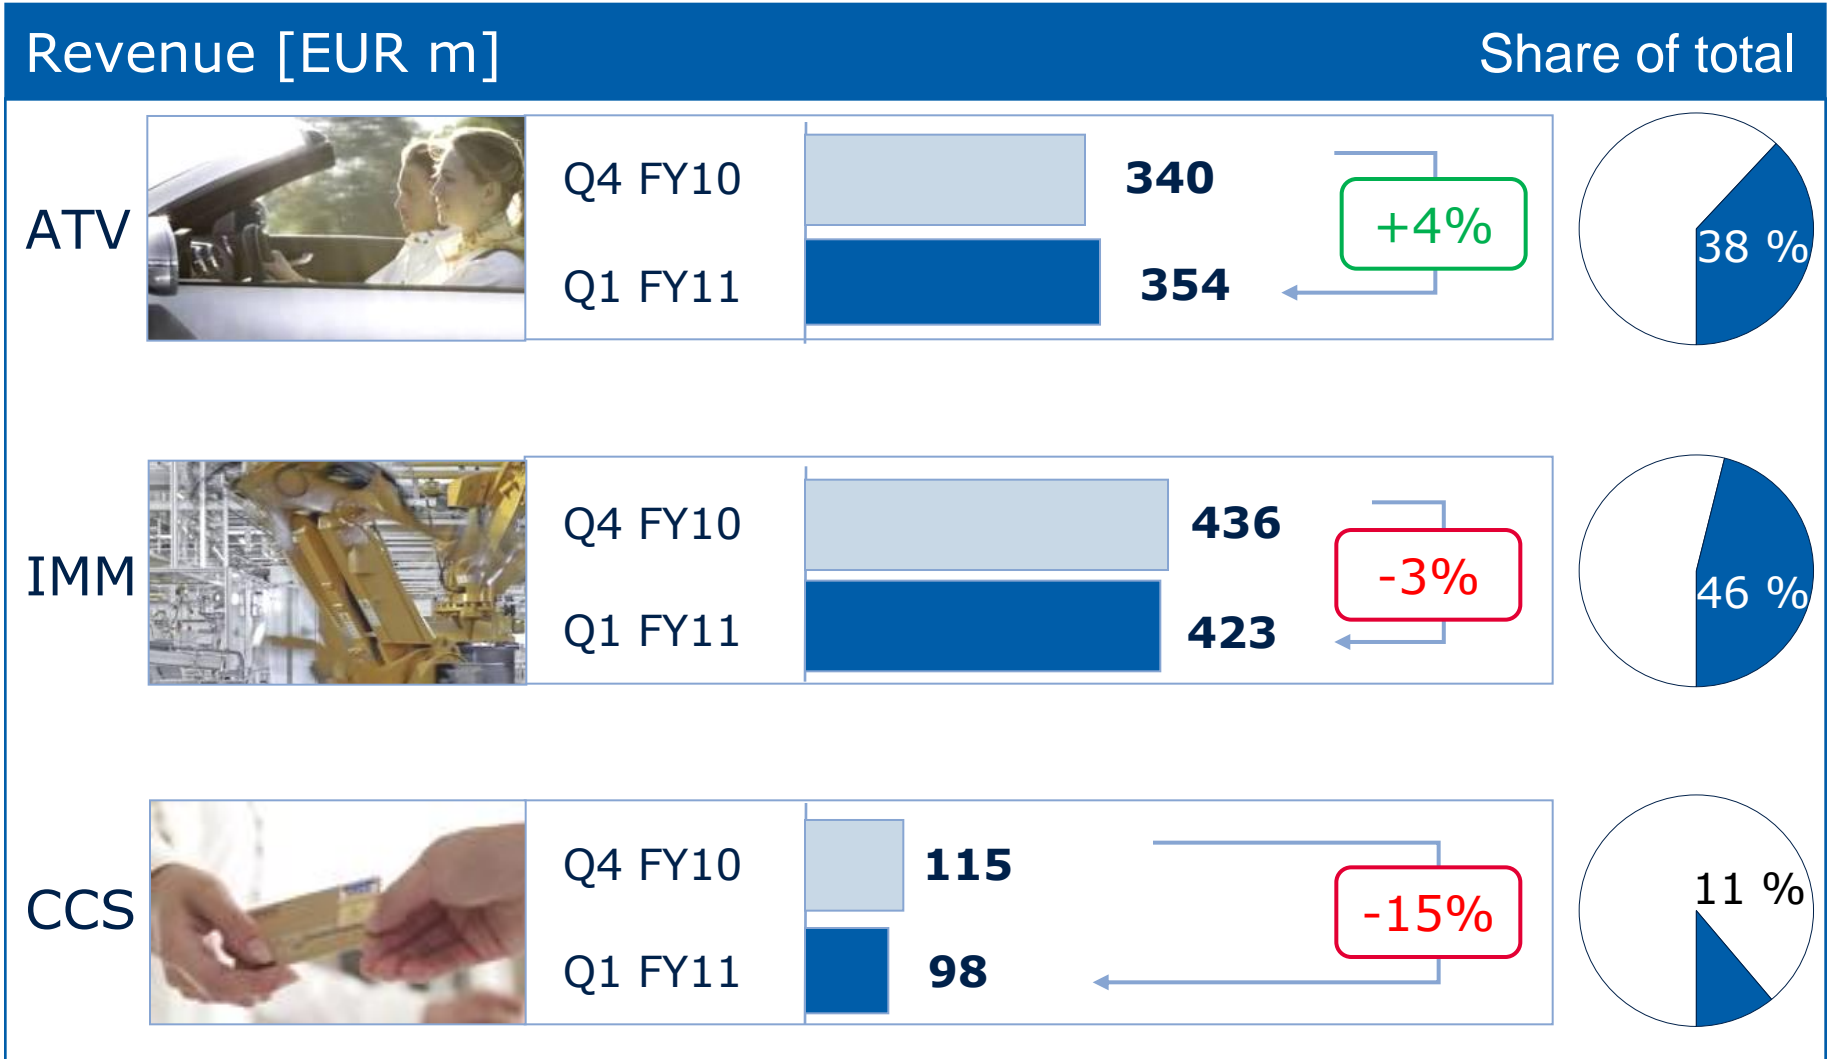 Revenue [EUR m]
Share of total
ATV
Q4 FY10
340
+4%
Q1 FY11
354
38 %
IMM
Q4 FY10
436
-3%
Q1 FY11
423
46 %
CCS
Q4 FY10
115
-15%
Q1 FY11
98
11 %